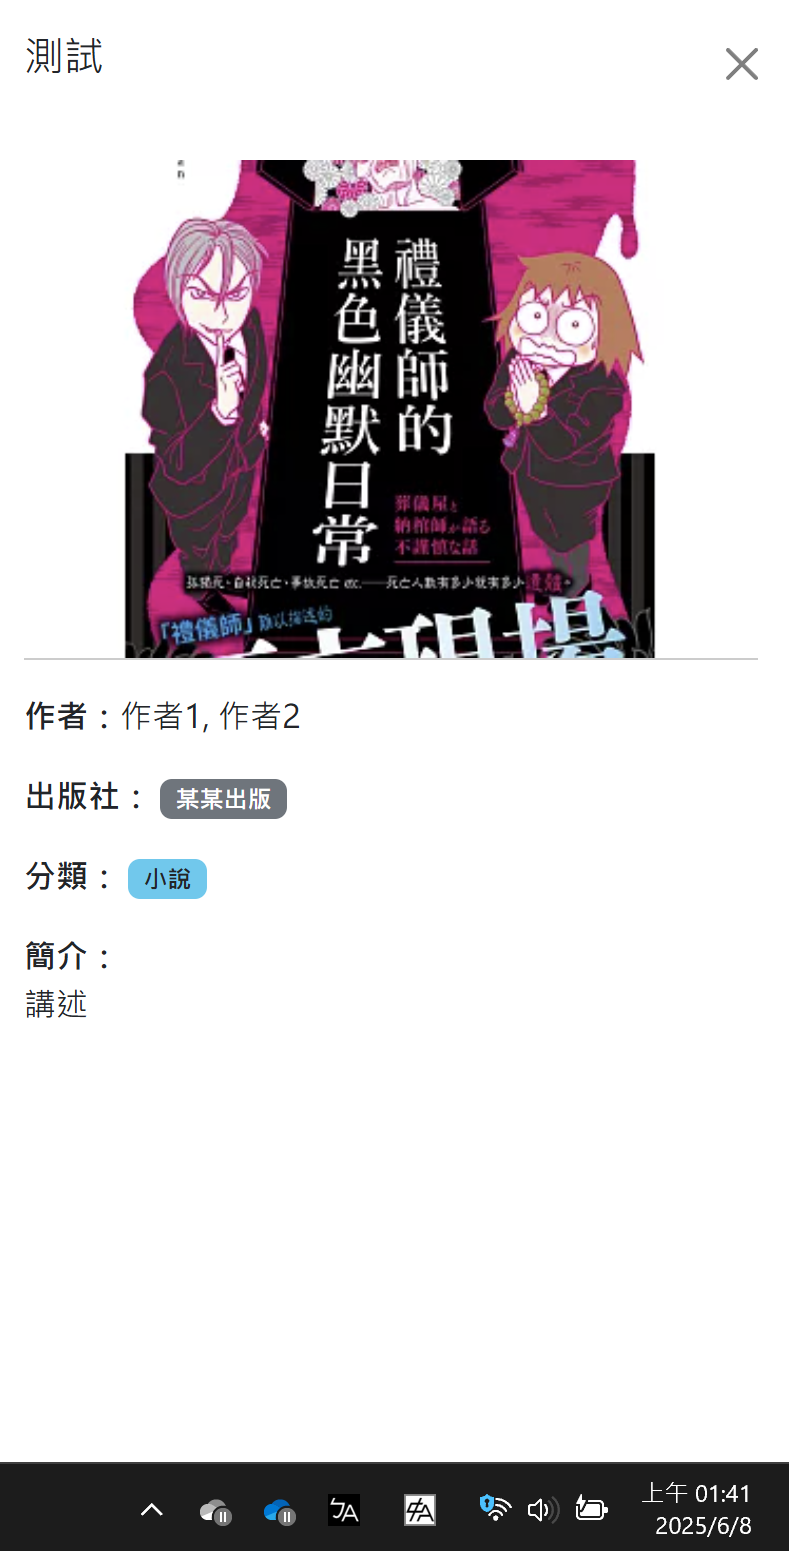 測試
禮儀師的
黑色幽默日常
葬儀屋と
納棺師が語る
不謹慎な話
孤獨死、自殺死亡、事故死亡 etc.——死亡人數有多少就有多少遺體。
「禮儀師」難以描述的
作者：作者1, 作者2
出版社： 某某出版
分類： 小說
簡介：
講述
上午 01:41
2025/6/8